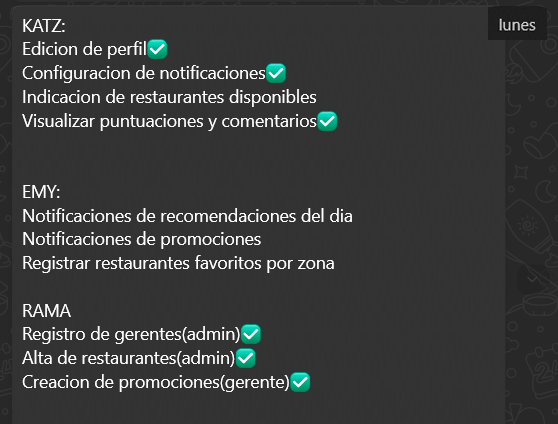 lunes
KATZ:
Edicion de perfil✅
Configuracion de notificaciones✅
Indicacion de restaurantes disponibles
Visualizar puntuaciones y comentarios✅
EMY:
Notificaciones de recomendaciones del dia
Notificaciones de promociones
Registrar restaurantes favoritos por zona
RAMA
Registro de gerentes(admin)✅
Alta de restaurantes(admin)✅
Creacion de promociones(gerente)✅